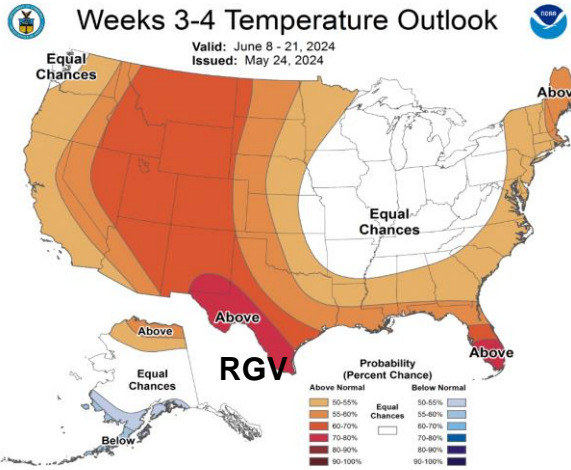 Weeks 3-4 Temperature Outlook
Valid: June 8 - 21, 2024
Issued: May 24, 2024
NOAA
Equal
Chances
Above
Equal
Chances
Above
Above
RGV
Above
Equal
Chances
Below
Probability
(Percent Chance)
Above Normal
Below Normal
Equal
Chances
50-55%
55-60%
60-70%
70-80%
80-90%
90-100%
50-55%
55-60%
60-70%
70-80%
80-90%
90-100%